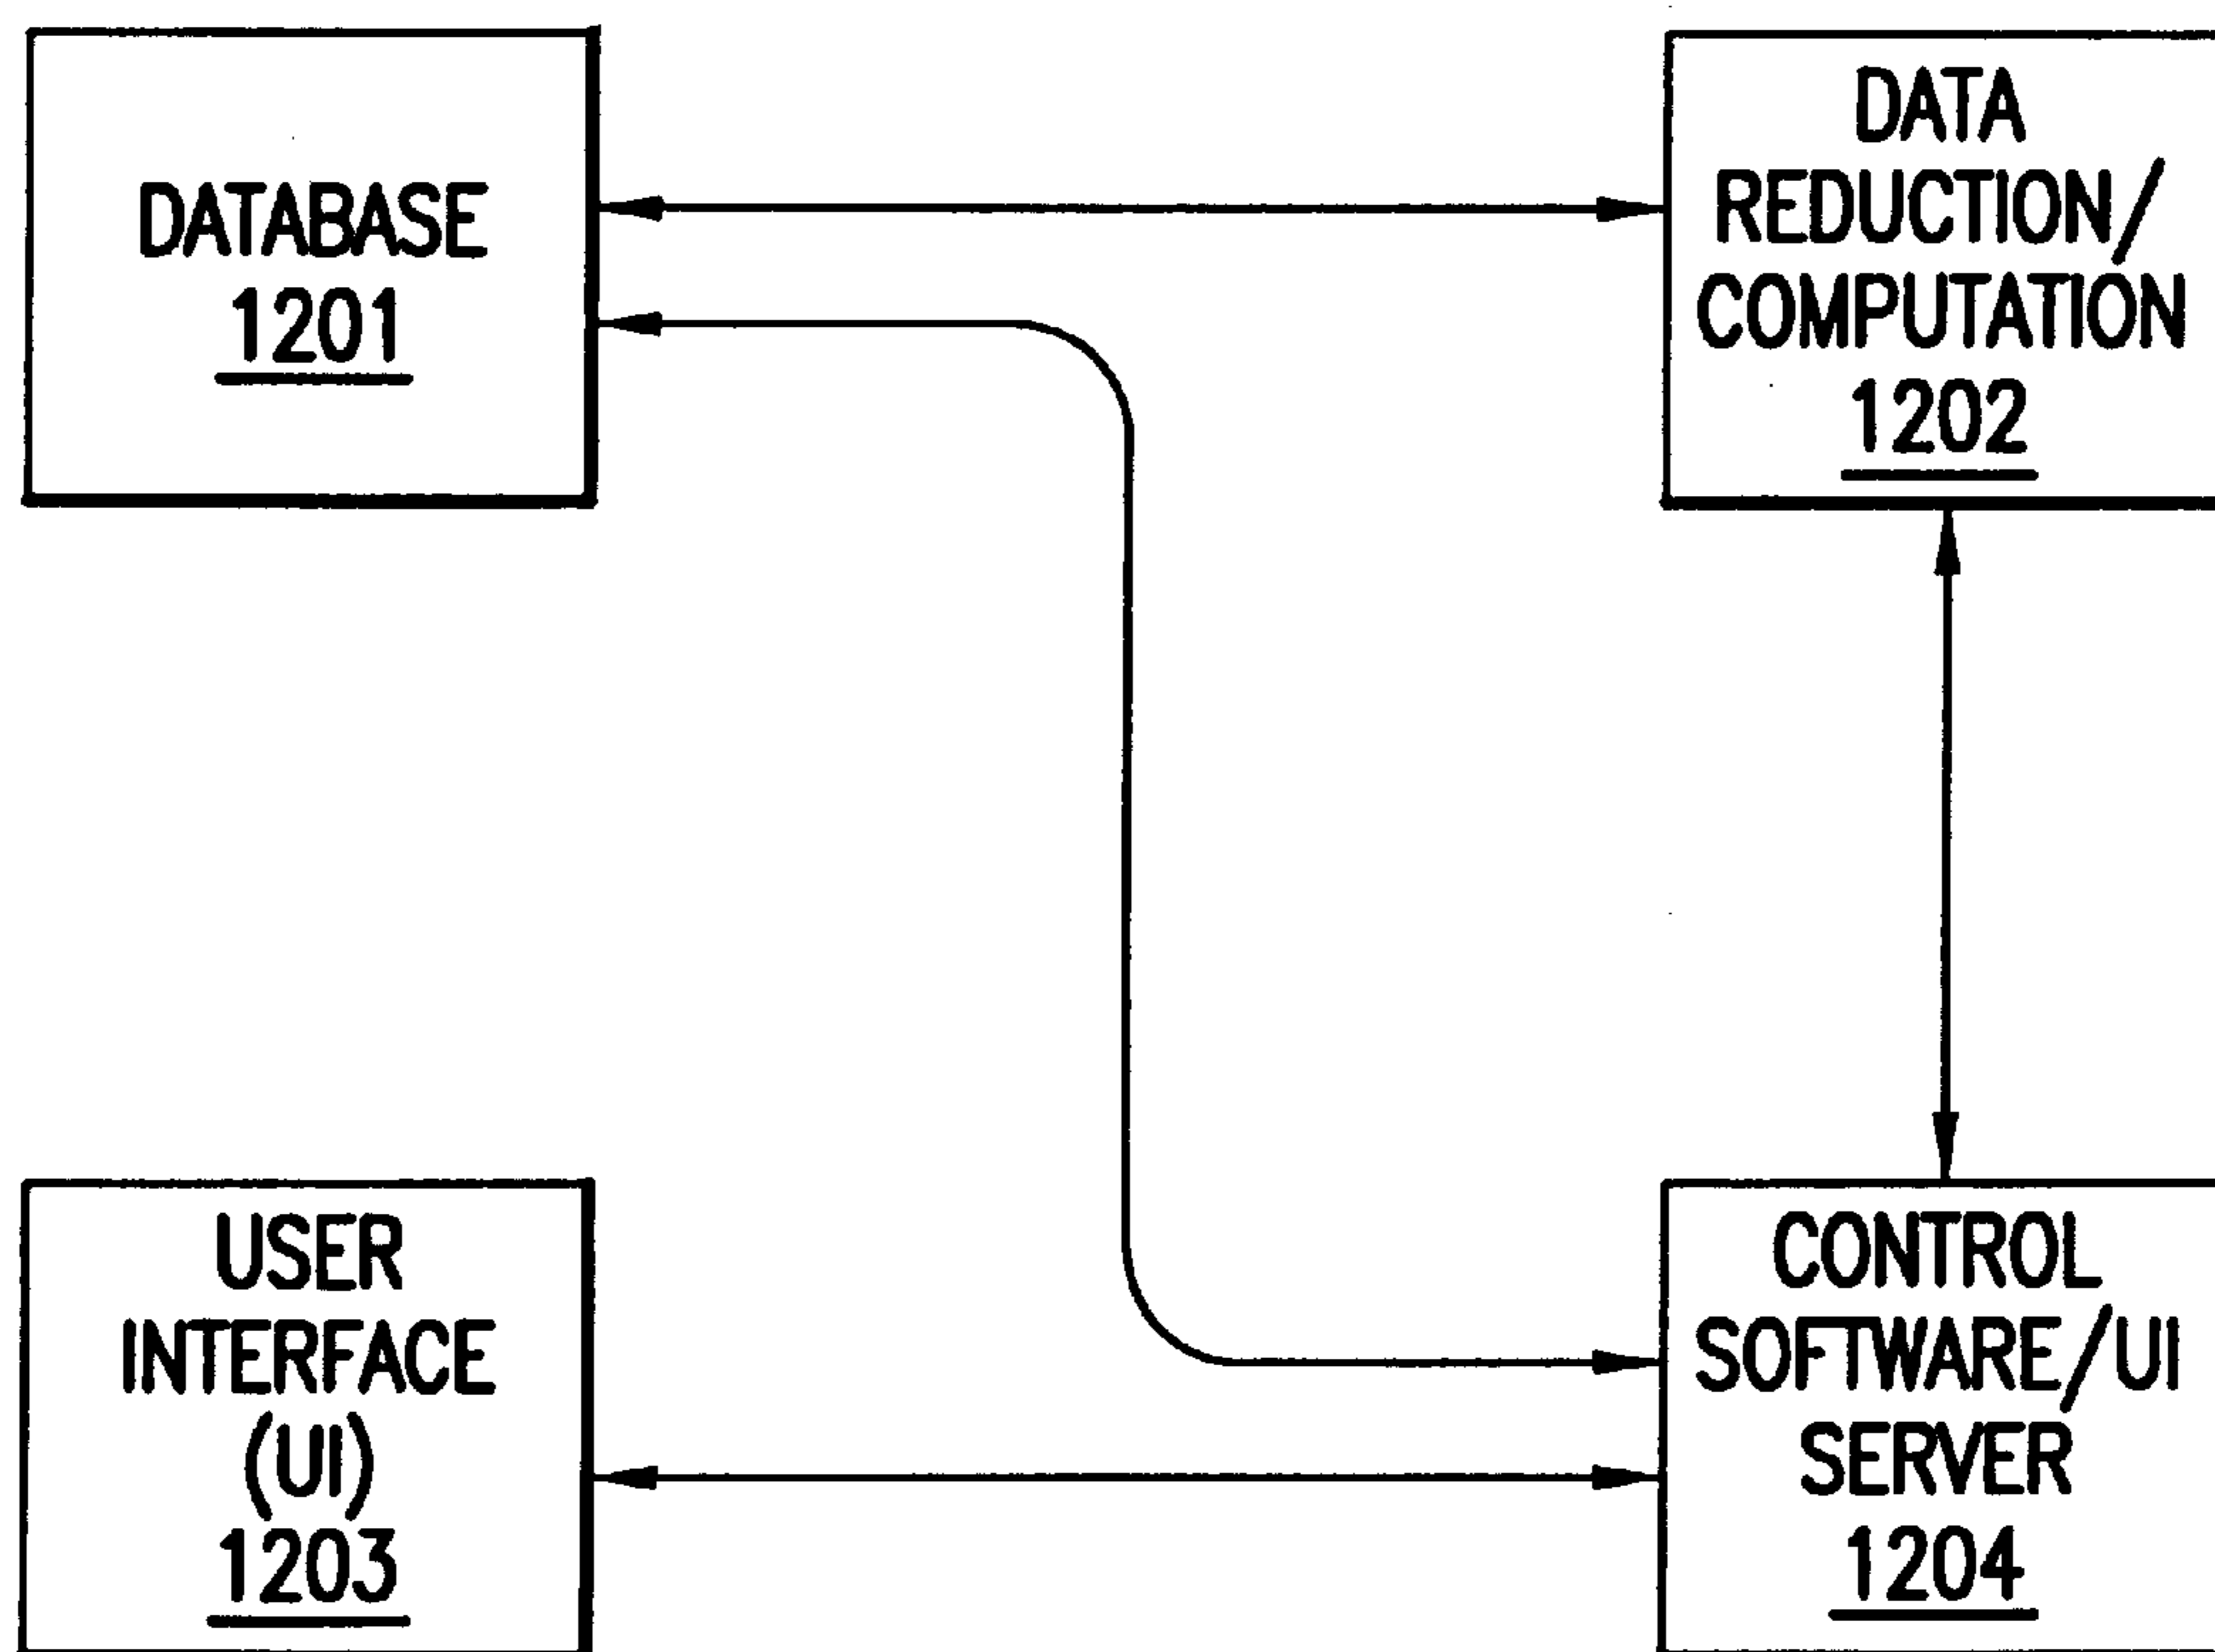 DATABASE
1201
DATA
REDUCTION/
COMPUTATION
1202
USER
INTERFACE
(UI)
1203
CONTROL
SOFTWARE/UI
SERVER
1204